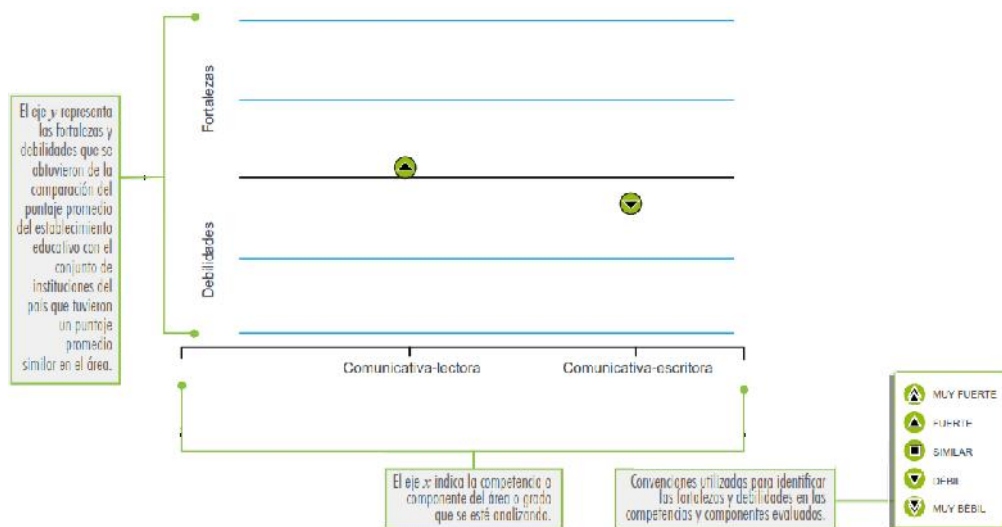 Fortalezas
Debilidades
El eje y representa
las fortalezas y
debilidades que se
obtuvieron de la
comparación del
puntaje promedio
del establecimiento
educativo con el
conjunto de
instituciones del
país que tuvieron
un puntaje
promedio
similar en el área.
Comunicativa-lectora
Comunicativa-escritora
El eje x indica la competencia o
componente del área o grado
que se esté analizando.
Convenciones utilizadas para identificar
las fortalezas y debilidades en las
competencias y componentes evaluados.
MUY FUERTE
FUERTE
SIMILAR
DÉBIL
MUY DÉBIL